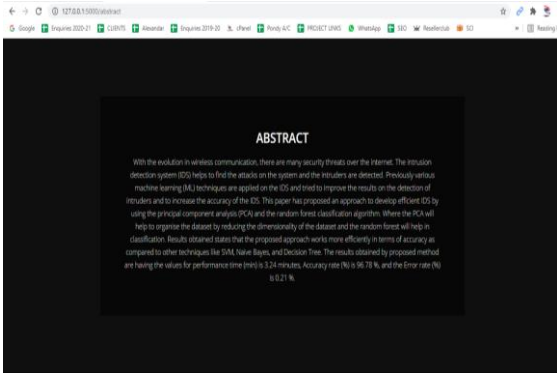 127.0.0.1:5000/abstract
Google Enquiries 2020-21 CLIENTS Alexandar Enquiries 2019-20 cPanel Pondy A/C PROJECT LINKS WhatsApp SEO Resellerclub SCI Reading
ABSTRACT
With the evolution in wireless communication, there are many security threats over the internet. The intrusion
detection system (IDS) helps to find the attacks on the system and the intruders are detected. Previously various
machine learning (ML) techniques are applied on the IDS and tried to improve the results on the detection of
intruders and to increase the accuracy of the IDS. This paper has proposed an approach to develop efficient IDS by
using the principal component analysis (PCA) and the random forest classification algorithm. Where the PCA will
help to organise the dataset by reducing the dimensionality of the dataset and the random forest will help in
classification. Results obtained states that the proposed approach works more efficiently in terms of accuracy as
compared to other techniques like SVM, Naive Bayes, and Decision Tree. The results obtained by proposed method
are having the values for performance time (min) is 3.24 minutes, Accuracy rate (%) is 96.78 %, and the Error rate (%)
is 0.21 %.